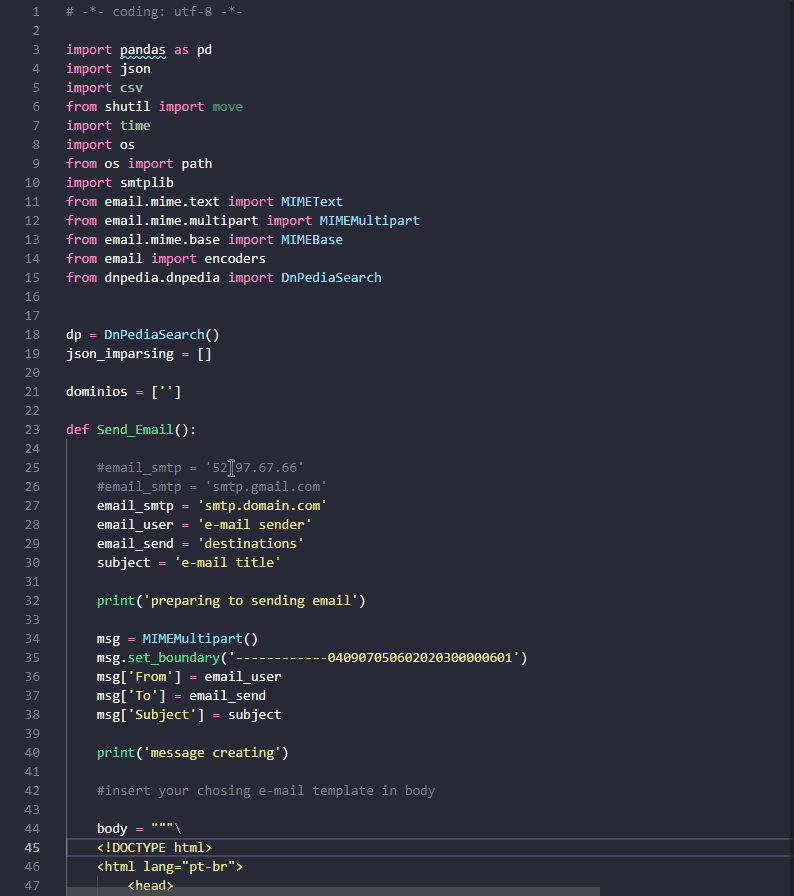 1 # -*- coding: utf-8 -*-
2
3 import pandas as pd
4 import json
5 import csv
6 from shutil import move
7 import time
8 import os
9 from os import path
10 import smtplib
11 from email.mime.text import MIMEText
12 from email.mime.multipart import MIMEMultipart
13 from email.mime.base import MIMEBase
14 from email import encoders
15 from dnpedia.dnpedia import DnPediaSearch
16
17
18 dp = DnPediaSearch()
19 json_imparsing = []
20
21 dominios = ['']
22
23 def Send_Email():
24
25 #email_smtp = '52.97.67.66'
26 #email_smtp = 'smtp.gmail.com'
27 email_smtp = 'smtp.domain.com'
28 email_user = 'e-mail sender'
29 email_send = 'destinations'
30 subject = 'e-mail title'
31
32 print('preparing to sending email')
33
34 msg = MIMEMultipart()
35 msg.set_boundary('------------040907050602020300000601')
36 msg['From'] = email_user
37 msg['To'] = email_send
38 msg['Subject'] = subject
39
40 print('message creating')
41
42 #insert your chosing e-mail template in body
43
44 body = """\
45 <!DOCTYPE html>
46 <html lang="pt-br">
47 <head>